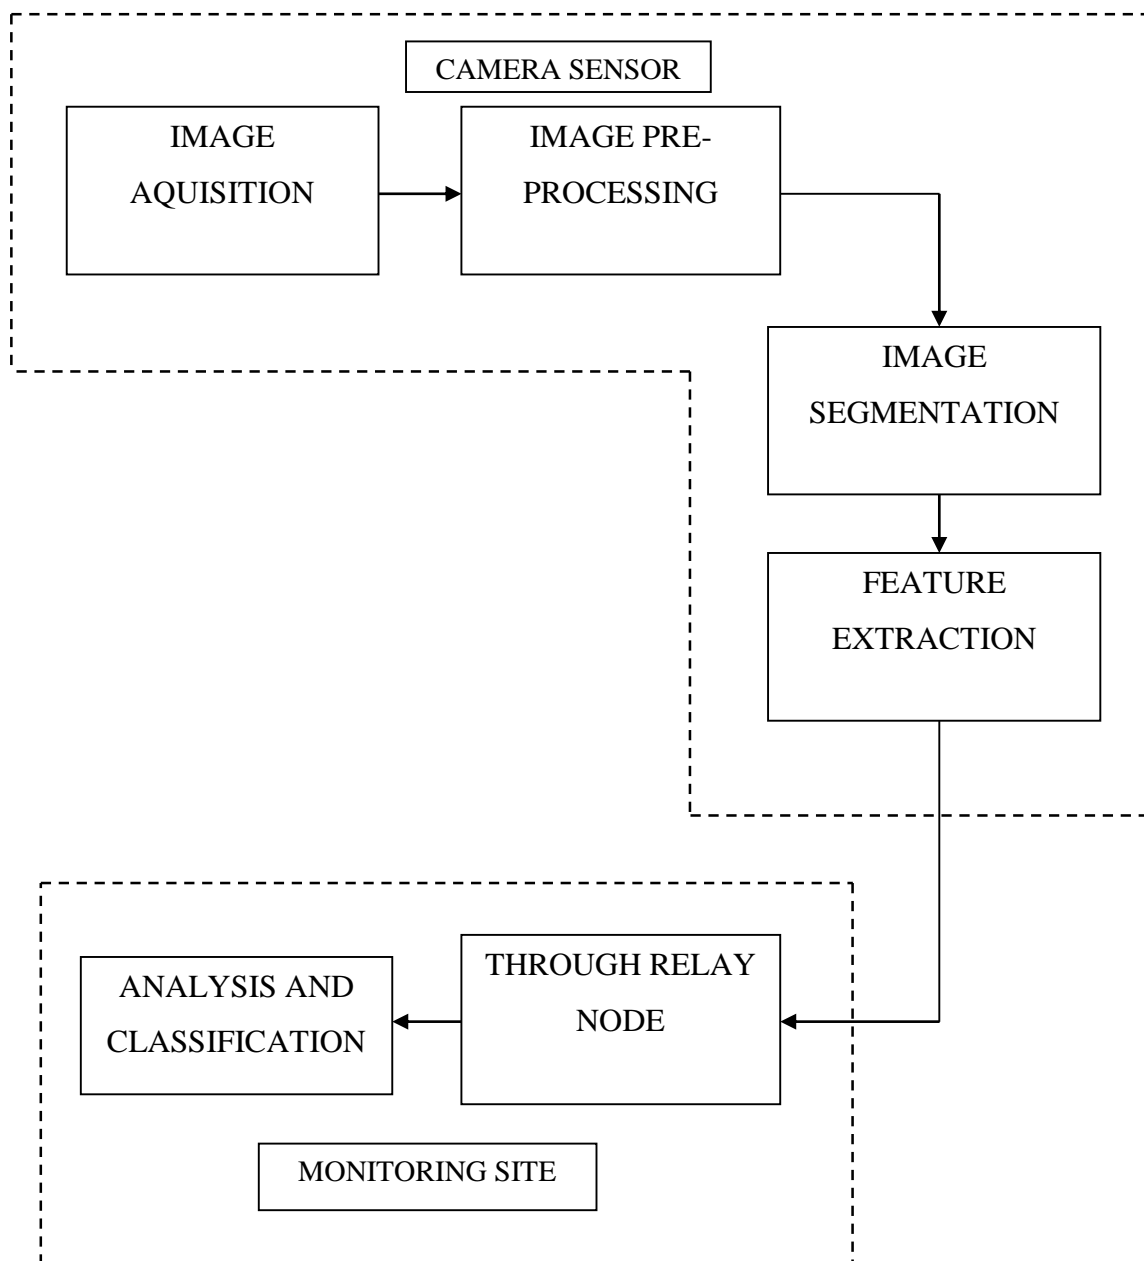 CAMERA SENSOR
IMAGE
AQUISITION
IMAGE PRE-
PROCESSING
IMAGE
SEGMENTATION
FEATURE
EXTRACTION
THROUGH RELAY
NODE
ANALYSIS AND
CLASSIFICATION
MONITORING SITE